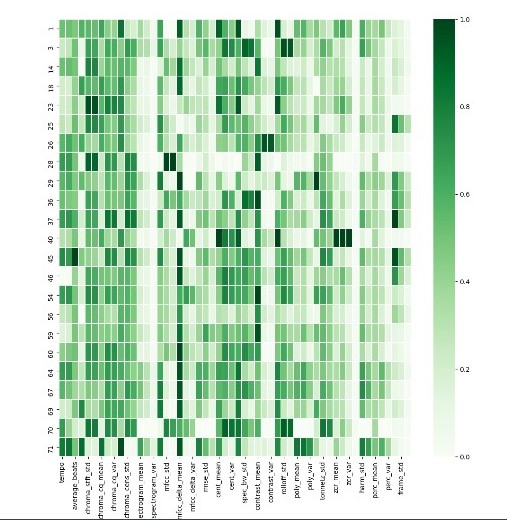 1
3
14
18
23
25
26
28
29
36
37
40
45
46
54
56
59
60
64
67
69
70
71
1.0
0.8
0.6
0.4
0.2
0.0
tempo
average_beats
chroma_stft_std
chroma_cq_mean
chroma_cq_var
chroma_cens_std
ectrogram_mean
spectrogram_var
mfcc_std
mfcc_delta_mean
mfcc_delta_var
rmse_std
cent_mean
cent_var
spec_bw_std
contrast_mean
contrast_var
rolloff_std
poly_mean
poly_var
tonnetz_std
zcr_mean
zcr_var
harm_std
perc_mean
perc_var
frame_std